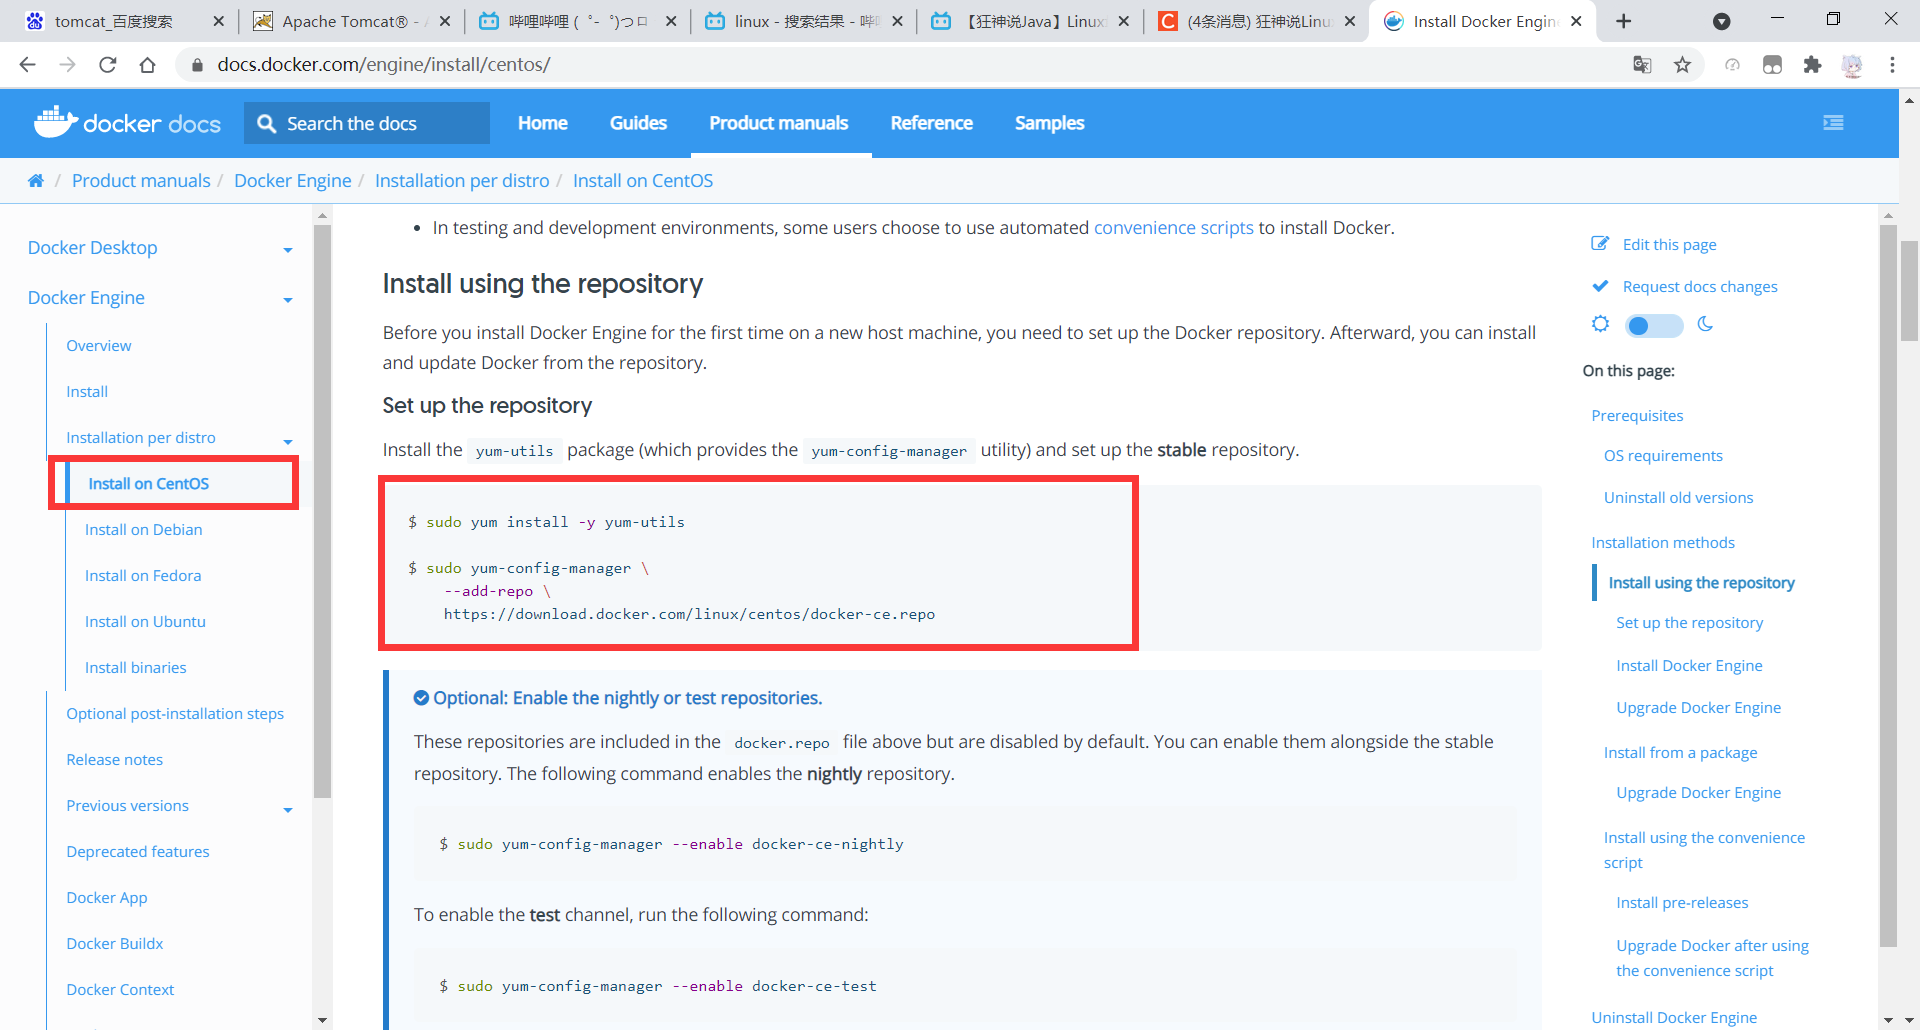 tomcat_百度搜索
Apache Tomcat® - A
哔哩哔哩 ( ゜- ゜)つロ
linux - 搜索结果 - 哔
【狂神说Java】Linux
(4条消息) 狂神说Linu
Install Docker Engin
docs.docker.com/engine/install/centos/
docker docs
Search the docs
Home
Guides
Product manuals
Reference
Samples
Product manuals / Docker Engine / Installation per distro / Install on CentOS
Docker Desktop
Docker Engine
Overview
Install
Installation per distro
Install on CentOS
Install on Debian
Install on Fedora
Install on Ubuntu
Install binaries
Optional post-installation steps
Release notes
Previous versions
Deprecated features
Docker App
Docker Buildx
Docker Context
• In testing and development environments, some users choose to use automated convenience scripts to install Docker.
Install using the repository
Before you install Docker Engine for the first time on a new host machine, you need to set up the Docker repository. Afterward, you can install
and update Docker from the repository.
Set up the repository
Install the yum-utils package (which provides the yum-config-manager utility) and set up the stable repository.
$ sudo yum install -y yum-utils
$ sudo yum-config-manager \
--add-repo \
https://download.docker.com/linux/centos/docker-ce.repo
Optional: Enable the nightly or test repositories.
These repositories are included in the docker.repo file above but are disabled by default. You can enable them alongside the stable
repository. The following command enables the nightly repository.
$ sudo yum-config-manager --enable docker-ce-nightly
To enable the test channel, run the following command:
$ sudo yum-config-manager --enable docker-ce-test
Edit this page
Request docs changes
On this page:
Prerequisites
OS requirements
Uninstall old versions
Installation methods
Install using the repository
Set up the repository
Install Docker Engine
Upgrade Docker Engine
Install from a package
Upgrade Docker Engine
Install using the convenience
script
Install pre-releases
Upgrade Docker after using
the convenience script
Uninstall Docker Engine